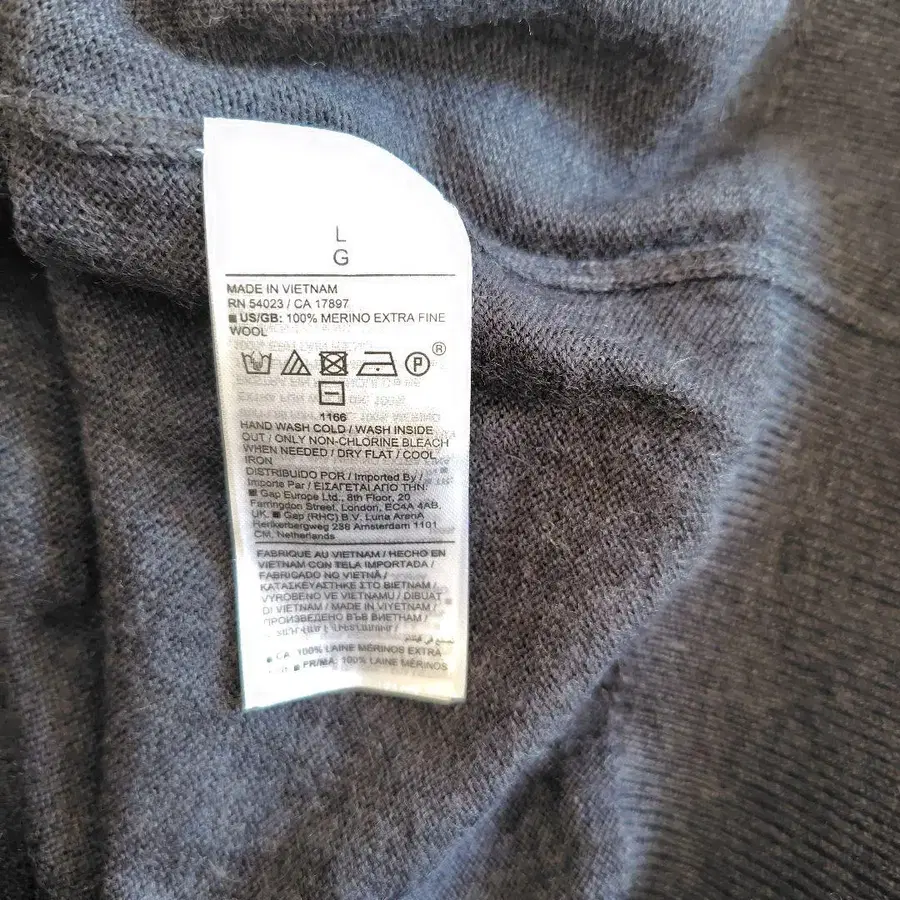 L
G
MADE IN VIETNAM
RN 54023 / CA 17897
■ US/GB: 100% MERINO EXTRA FINE
WOOL
P ®
1166
HAND WASH COLD / WASH INSIDE
OUT / ONLY NON-CHLORINE BLEACH
WHEN NEEDED / DRY FLAT / COOL
IRON
DISTRIBUÍDO POR / Imported By /
Importe Par / ΕΙΣΑΓΕΤΑΙ ΑΠΟ ΤΗΝ:
■ Gap Europe Ltd., 8th Floor, 20
Farringdon Street, London, EC4A 4AB,
UK. ■ Gap (RHC) B.V. Luna ArenA
Herikerbergweg 238 Amsterdam 1101
CM, Netherlands
FABRIQUÉ AU VIETNAM / HECHO EN
VIETNAM CON TELA IMPORTADA /
FABRICADO NO VIETNÃ /
ΚΑΤΑΣΚΕΥΑΣΤΗΚΕ ΣΤΟ ΒΙΕΤΝΑΜ /
VYROBENO VE VIETNAMU / DIBUAT
DI VIETNAM / MADE IN VIYETNAM /
ПРОИЗВЕДЕНО ВЪВ ВИЕТНАМ /
■ CA: 100% LAINE MÉRINOS EXTRA
■ FR/MA: 100% LAINE MÉRINOS